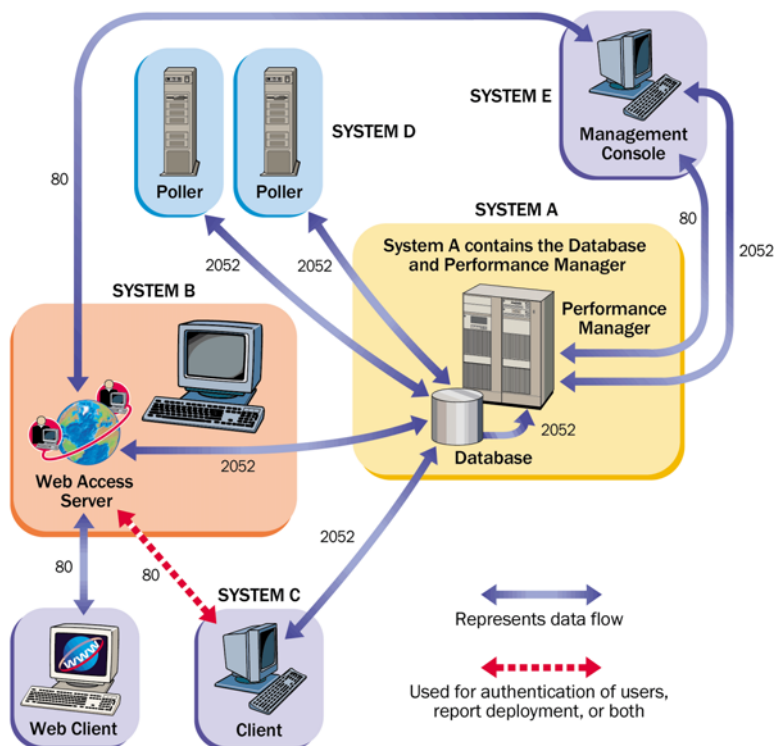 SYSTEM E
Management
Console
SYSTEM D
Poller
Poller
80
2052
2052
80
2052
SYSTEM A
System A contains the Database
and Performance Manager
Performance
Manager
2052
Database
SYSTEM B
Web Access
Server
2052
80
80
2052
SYSTEM C
WWW
Web Client
Client
Represents data flow
Used for authentication of users,
report deployment, or both